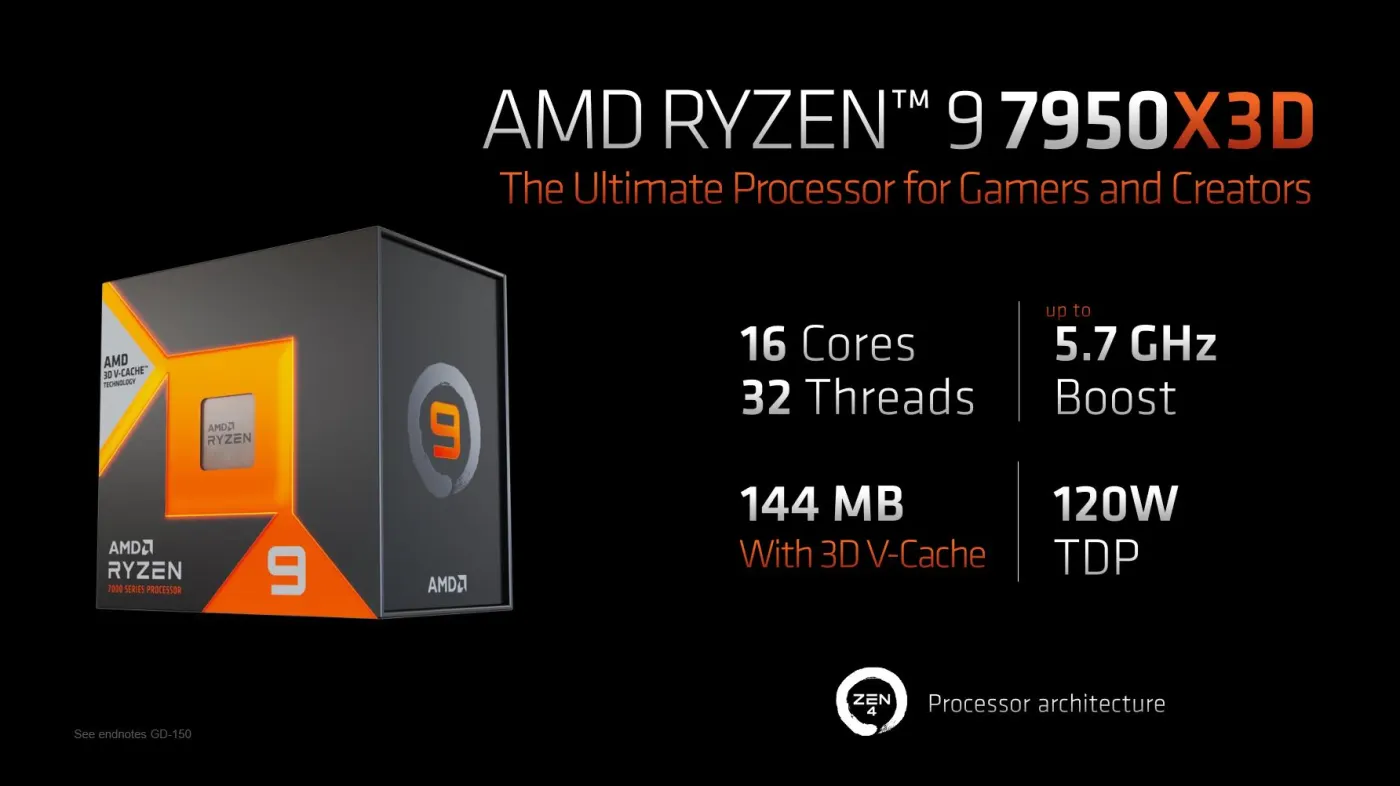 AMD RYZEN™ 9 7950X3D
The Ultimate Processor for Gamers and Creators
AMD
3D V-CACHE™
TECHNOLOGY
AMD
RYZEN
9
AMD
RYZEN
7000 SERIES PROCESSOR
9
AMD
16 Cores
32 Threads
up to
5.7 GHz
Boost
144 MB
With 3D V-Cache
120W
TDP
ZEN
4
Processor architecture
See endnotes GD-150